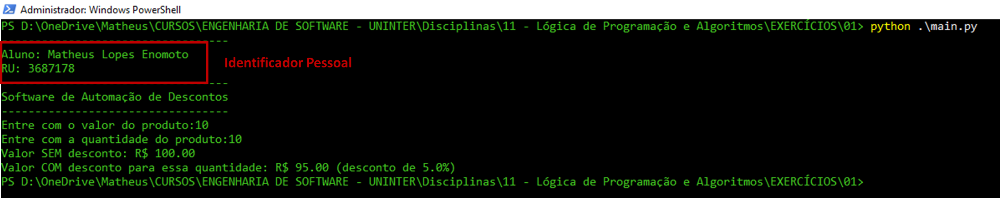 Administrador: Windows PowerShell
PS D:\OneDrive\Matheus\CURSOS\ENGENHARIA DE SOFTWARE - UNINTER\Disciplinas\11 - Lógica de Programação e Algoritmos\EXERCÍCIOS\01> python .\main.py
----------------------------------
Aluno: Matheus Lopes Enomoto
RU: 3687178
Identificador Pessoal
----------------------------------
Software de Automação de Descontos
----------------------------------
Entre com o valor do produto:10
Entre com a quantidade do produto:10
Valor SEM desconto: R$ 100.00
Valor COM desconto para essa quantidade: R$ 95.00 (desconto de 5.0%)
PS D:\OneDrive\Matheus\CURSOS\ENGENHARIA DE SOFTWARE - UNINTER\Disciplinas\11 - Lógica de Programação e Algoritmos\EXERCÍCIOS\01>